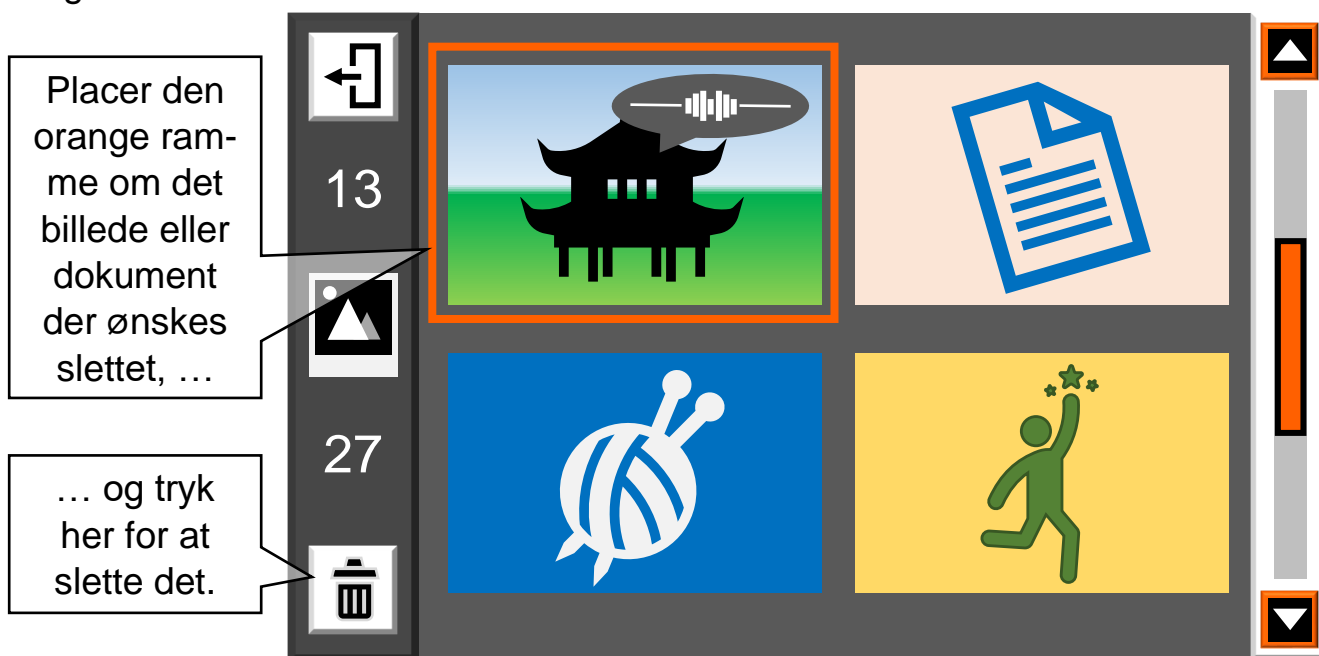 Placer den
orange ram-
me om det
billede eller
dokument
der ønskes
slettet, …
13
27
… og tryk
her for at
slette det.